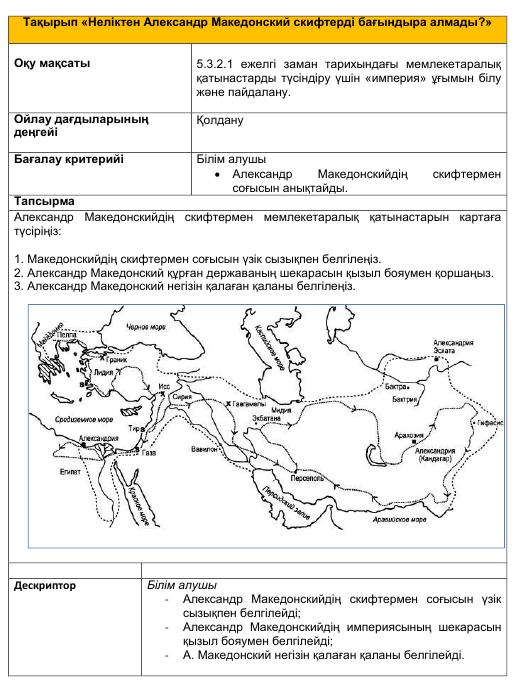 Тақырып «Неліктен Александр Македонский скифтерді бағындыра алмады?»
Оқу мақсаты
5.3.2.1 ежелгі заман тарихындағы мемлекетаралық
қатынастарды түсіндіру үшін «империя» ұғымын білу
және пайдалану.
Ойлау дағдыларының
деңгейі
Қолдану
Бағалау критерийі
Білім алушы
• Александр Македонскийдің скифтермен
соғысын анықтайды.
Тапсырма
Александр Македонскийдің скифтермен мемлекетаралық қатынастарын картаға
түсіріңіз:
1. Македонскийдің скифтермен соғысын үзік сызықпен белгілеңіз.
2. Александр Македонский құрған державаның шекарасын қызыл бояумен қоршаңыз.
3. Александр Македонский негізін қалаған қаланы белгілеңіз.
Македония
Пелла
Черное море
Граник
Лидия
Каспийское море
Александрия
Эсхата
Исс
Сирия
Гавгамелы
Мидия
Экбатана
Бактра
Бактрия
Средиземное море
Тир
Александрия
Газа
Вавилон
Арахозия
Александрия
(Кандагар)
Гифасис
Египет
Красное море
Персеполь
Персидский залив
Аравийское море
Дескриптор
Білім алушы
- Александр Македонскийдің скифтермен соғысын үзік
сызықпен белгілейді;
- Александр Македонскийдің империясының шекарасын
қызыл бояумен белгілейді;
- А. Македонский негізін қалаған қаланы белгілейді.